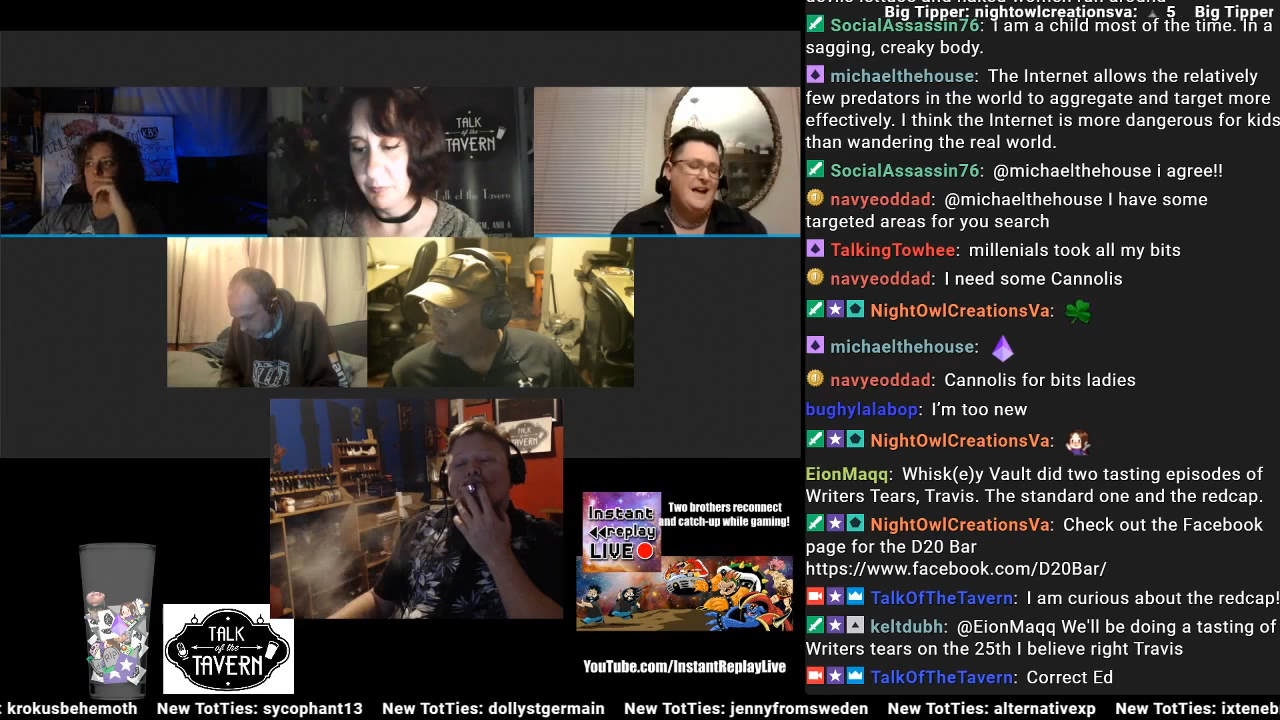 Big Tipper: nightowlcreationsva: 5 Big Tipper
SocialAssassin76: I am a child most of the time. In a
sagging, creaky body.
michaelthehouse: The Internet allows the relatively
few predators in the world to aggregate and target more
effectively. I think the Internet is more dangerous for kids
than wandering the real world.
SocialAssassin76: @michaelthehouse i agree!!
navyeoddad: @michaelthehouse I have some
targeted areas for you search
TalkingTowhee: millenials took all my bits
navyeoddad: I need some Cannolis
NightOwlCreationsVa:
michaelthehouse:
navyeoddad: Cannolis for bits ladies
bughylalabop: I'm too new
NightOwlCreationsVa:
EionMaqq: Whisk(e)y Vault did two tasting episodes of
Writers Tears, Travis. The standard one and the redcap.
NightOwlCreationsVa: Check out the Facebook
page for the D20 Bar
https://www.facebook.com/D20Bar/
TalkOfTheTavern: I am curious about the redcap!
keltdubh: @EionMaqq We'll be doing a tasting of
Writers tears on the 25th I believe right Travis
TalkOfTheTavern: Correct Ed
TALK
of the
TAVERN
Talk of the Tavern
TALK
of the
TAVERN
Instant
replay
LIVE
Two brothers reconnect
and catch-up while gaming!
YouTube.com/InstantReplayLive
TALK
of the
TAVERN
: krokusbehemoth New TotTies: sycophant13 New TotTies: dollystgermain New TotTies: jennyfromsweden New TotTies: alternativexp New TotTies: ixteneb